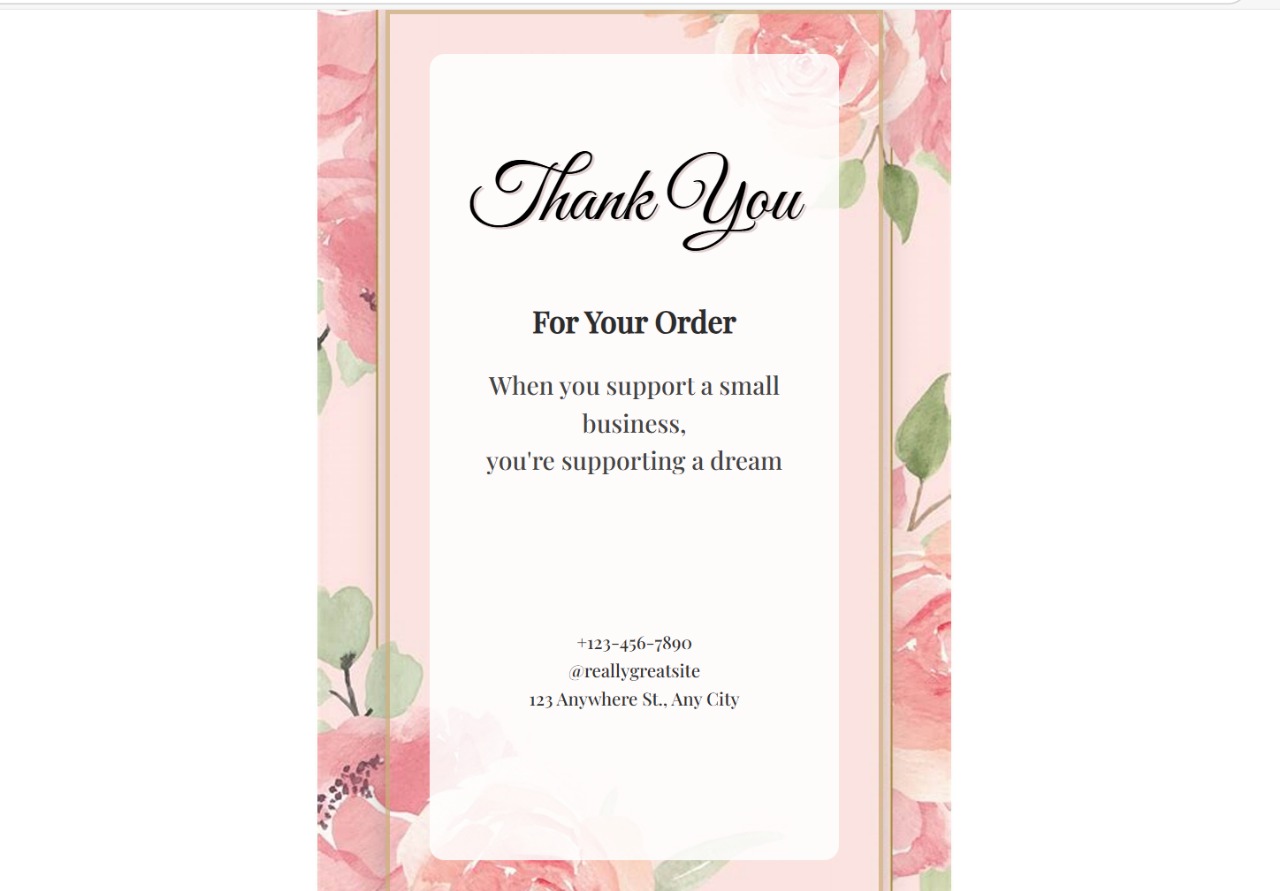 Thank You
For Your Order
When you support a small
business,
you're supporting a dream
+123-456-7890
@reallygreatsite
123 Anywhere St., Any City